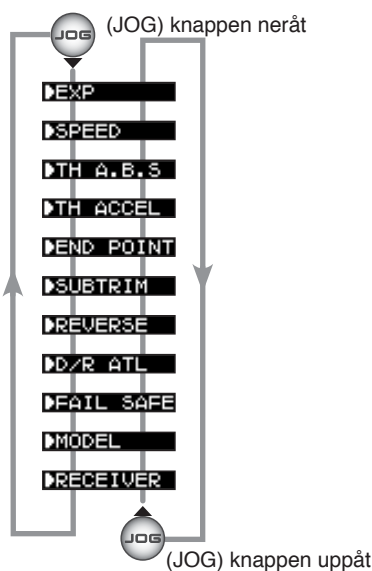 JOG (JOG) knappen neråt
EXP
SPEED
TH A.B.S
TH ACCEL
END POINT
SUBTRIM
REVERSE
D/R ATL
FAIL SAFE
MODEL
RECEIVER
JOG
(JOG) knappen uppåt